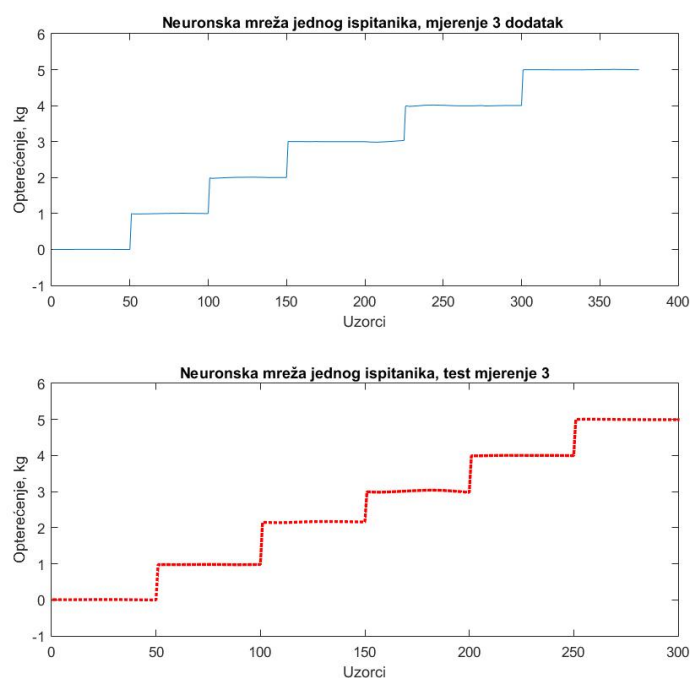 Neuronska mreža jednog ispitanika, mjerenje 3 dodatak
6
5
4
3
2
1
0
-1
Opterećenje, kg
0 50 100 150 200 250 300 350 400
Uzorci
Neuronska mreža jednog ispitanika, test mjerenje 3
6
5
4
3
2
1
0
-1
Opterećenje, kg
0 50 100 150 200 250 300
Uzorci